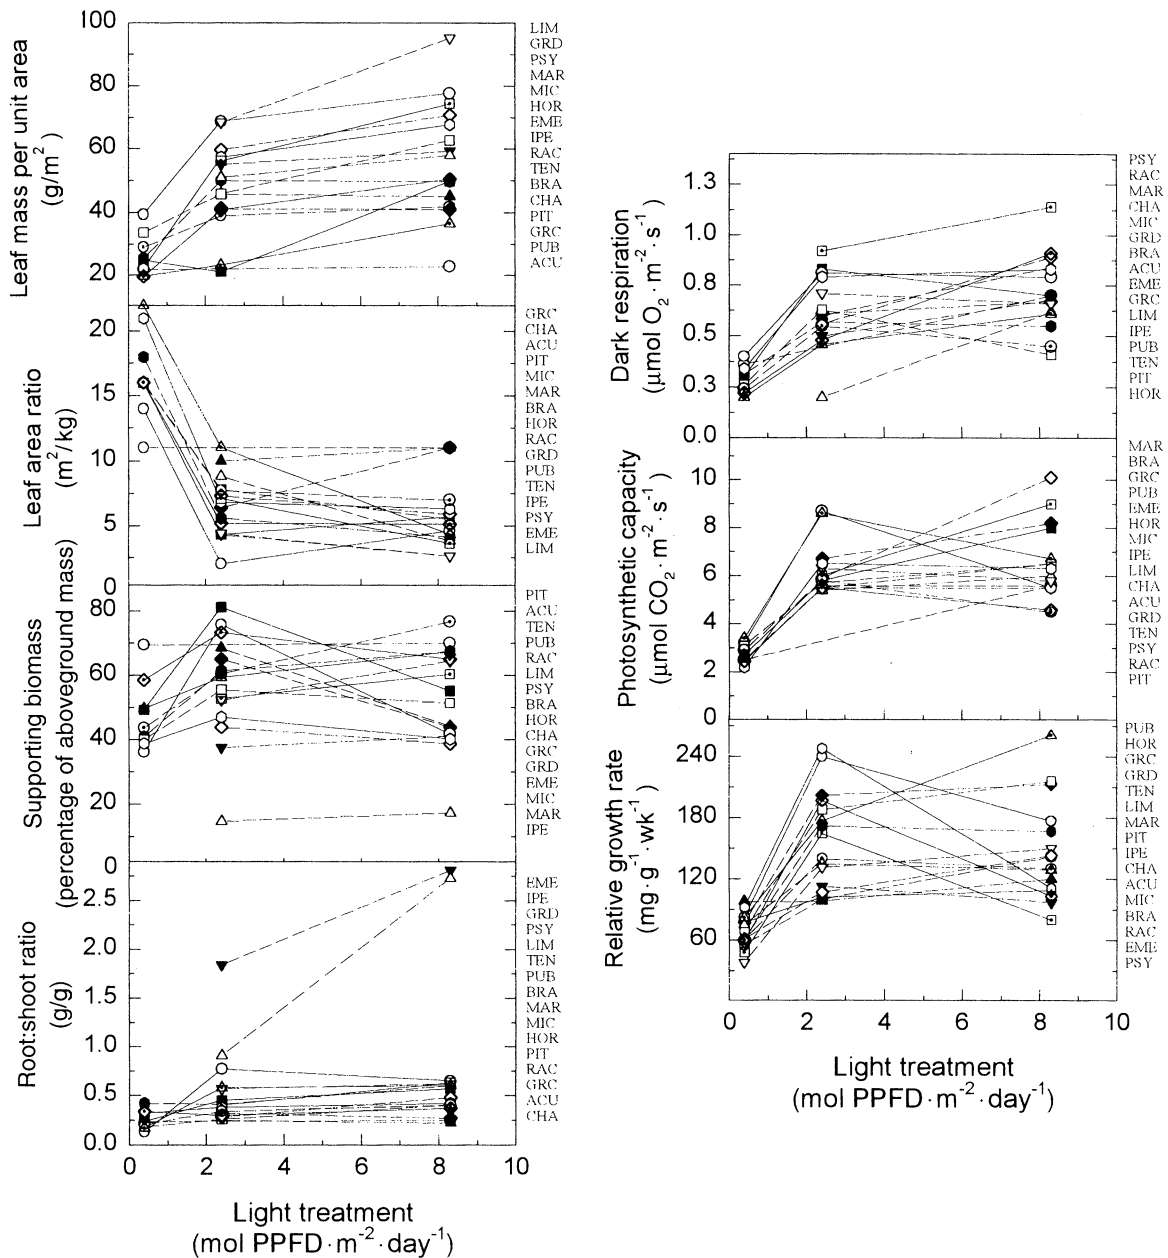 Leaf mass per unit area
(g/m2)
100
80
60
40
20
LIM
GRD
PSY
MAR
MIC
HOR
EME
IPE
RAC
TEN
BRA
CHA
PIT
GRC
PUB
ACU
Leaf area ratio
(m2/kg)
20
15
10
5
0
GRC
CHA
ACU
PIT
MIC
MAR
BRA
HOR
RAC
GRD
PUB
TEN
IPE
PSY
EME
LIM
Supporting biomass
(percentage of aboveground mass)
80
60
40
20
0
PIT
ACU
TEN
PUB
RAC
LIM
PSY
BRA
HOR
CHA
GRC
GRD
EME
MIC
MAR
IPE
Root:shoot ratio
(g/g)
2.5
2.0
1.5
1.0
0.5
0.0
EME
IPE
GRD
PSY
LIM
TEN
PUB
BRA
MAR
MIC
HOR
PIT
RAC
GRC
ACU
CHA
0 2 4 6 8 10
Light treatment
(mol PPFD·m-2·day-1)
Dark respiration
(μmol O2·m-2·s-1)
1.3
1.0
0.8
0.5
0.3
0.0
PSY
RAC
MAR
CHA
MIC
GRD
BRA
ACU
EME
GRC
LIM
IPE
PUB
TEN
PIT
HOR
Photosynthetic capacity
(μmol CO2·m-2·s-1)
10
8
6
4
2
0
MAR
BRA
GRC
PUB
EME
HOR
MIC
IPE
LIM
CHA
ACU
GRD
TEN
PSY
RAC
PIT
Relative growth rate
(mg·g-1·wk-1)
240
180
120
60
PUB
HOR
GRC
GRD
TEN
LIM
MAR
PIT
IPE
CHA
ACU
MIC
BRA
RAC
EME
PSY
0 2 4 6 8 10
Light treatment
(mol PPFD·m-2·day-1)